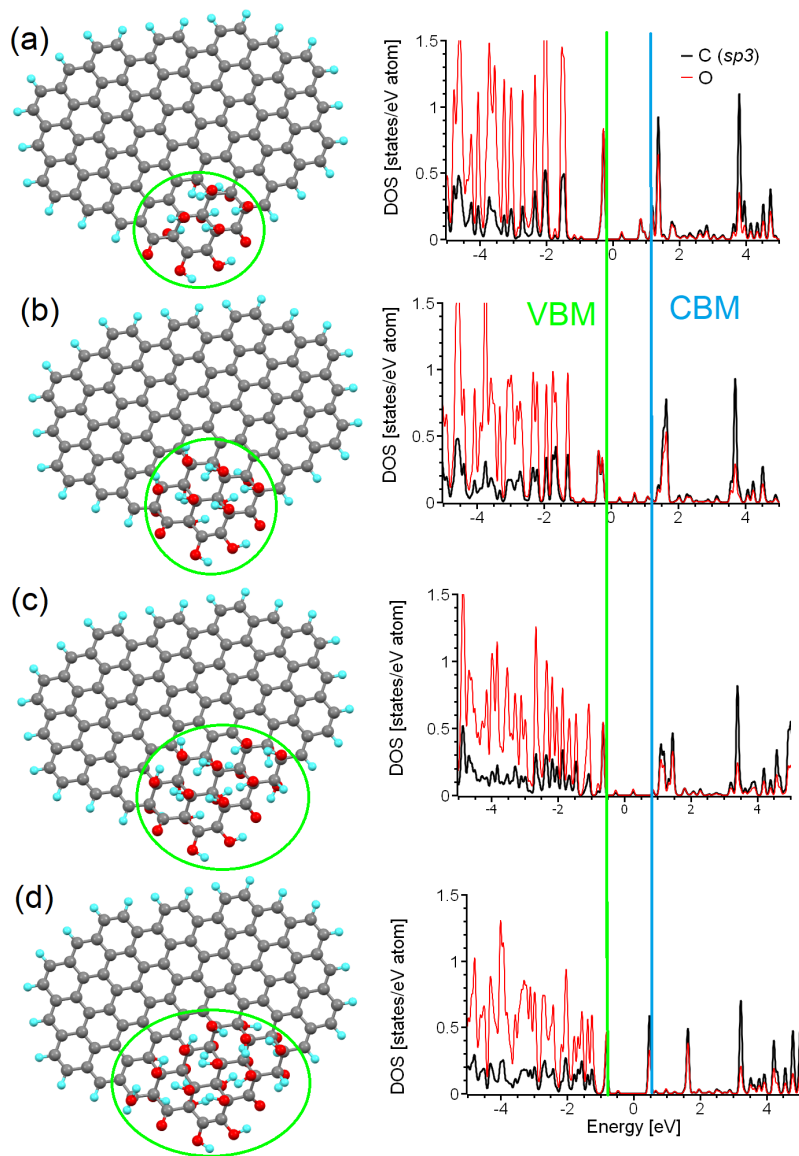 (a)
DOS [states/eV atom]
1.5
1
0.5
0
-4
-2
0
2
4
C (sp3)
O
(b)
DOS [states/eV atom]
1.5
1
0.5
0
-4
-2
0
2
4
VBM
CBM
(c)
DOS [states/eV atom]
1.5
1
0.5
0
-4
-2
0
2
4
(d)
DOS [states/eV atom]
1.5
1
0.5
0
-4
-2
0
2
4
Energy [eV]